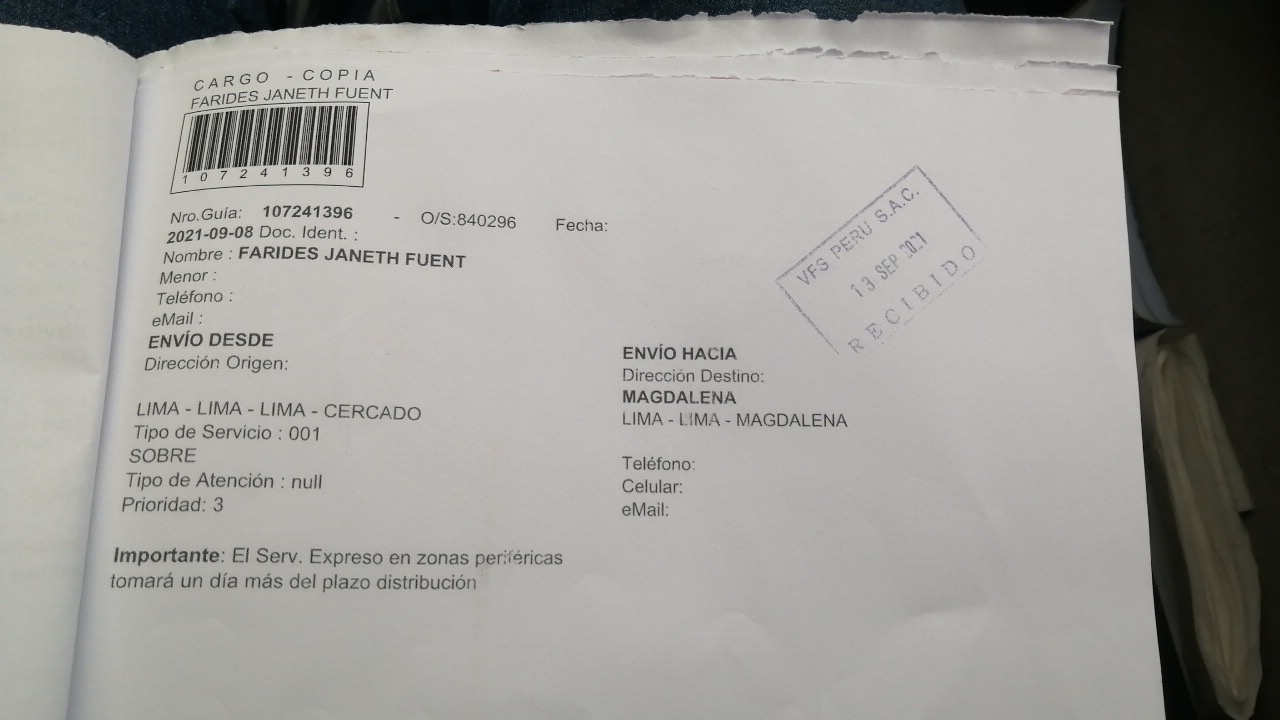 CARGO - COPIA
FARIDES JANETH FUENT
107241396
Nro.Guía: 107241396 - O/S:840296 Fecha:
2021-09-08 Doc. Ident. :
Nombre : FARIDES JANETH FUENT
Menor :
Teléfono :
eMail :
ENVÍO DESDE
Dirección Origen:
LIMA - LIMA - LIMA - CERCADO
Tipo de Servicio : 001
SOBRE
Tipo de Atención : null
Prioridad: 3
Importante: El Serv. Expreso en zonas periféricas
tomará un día más del plazo distribución
VFS PERU S.A.C.
13 SEP 2021
RECIBIDO
ENVÍO HACIA
Dirección Destino:
MAGDALENA
LIMA - LIMA - MAGDALENA
Teléfono:
Celular:
eMail: